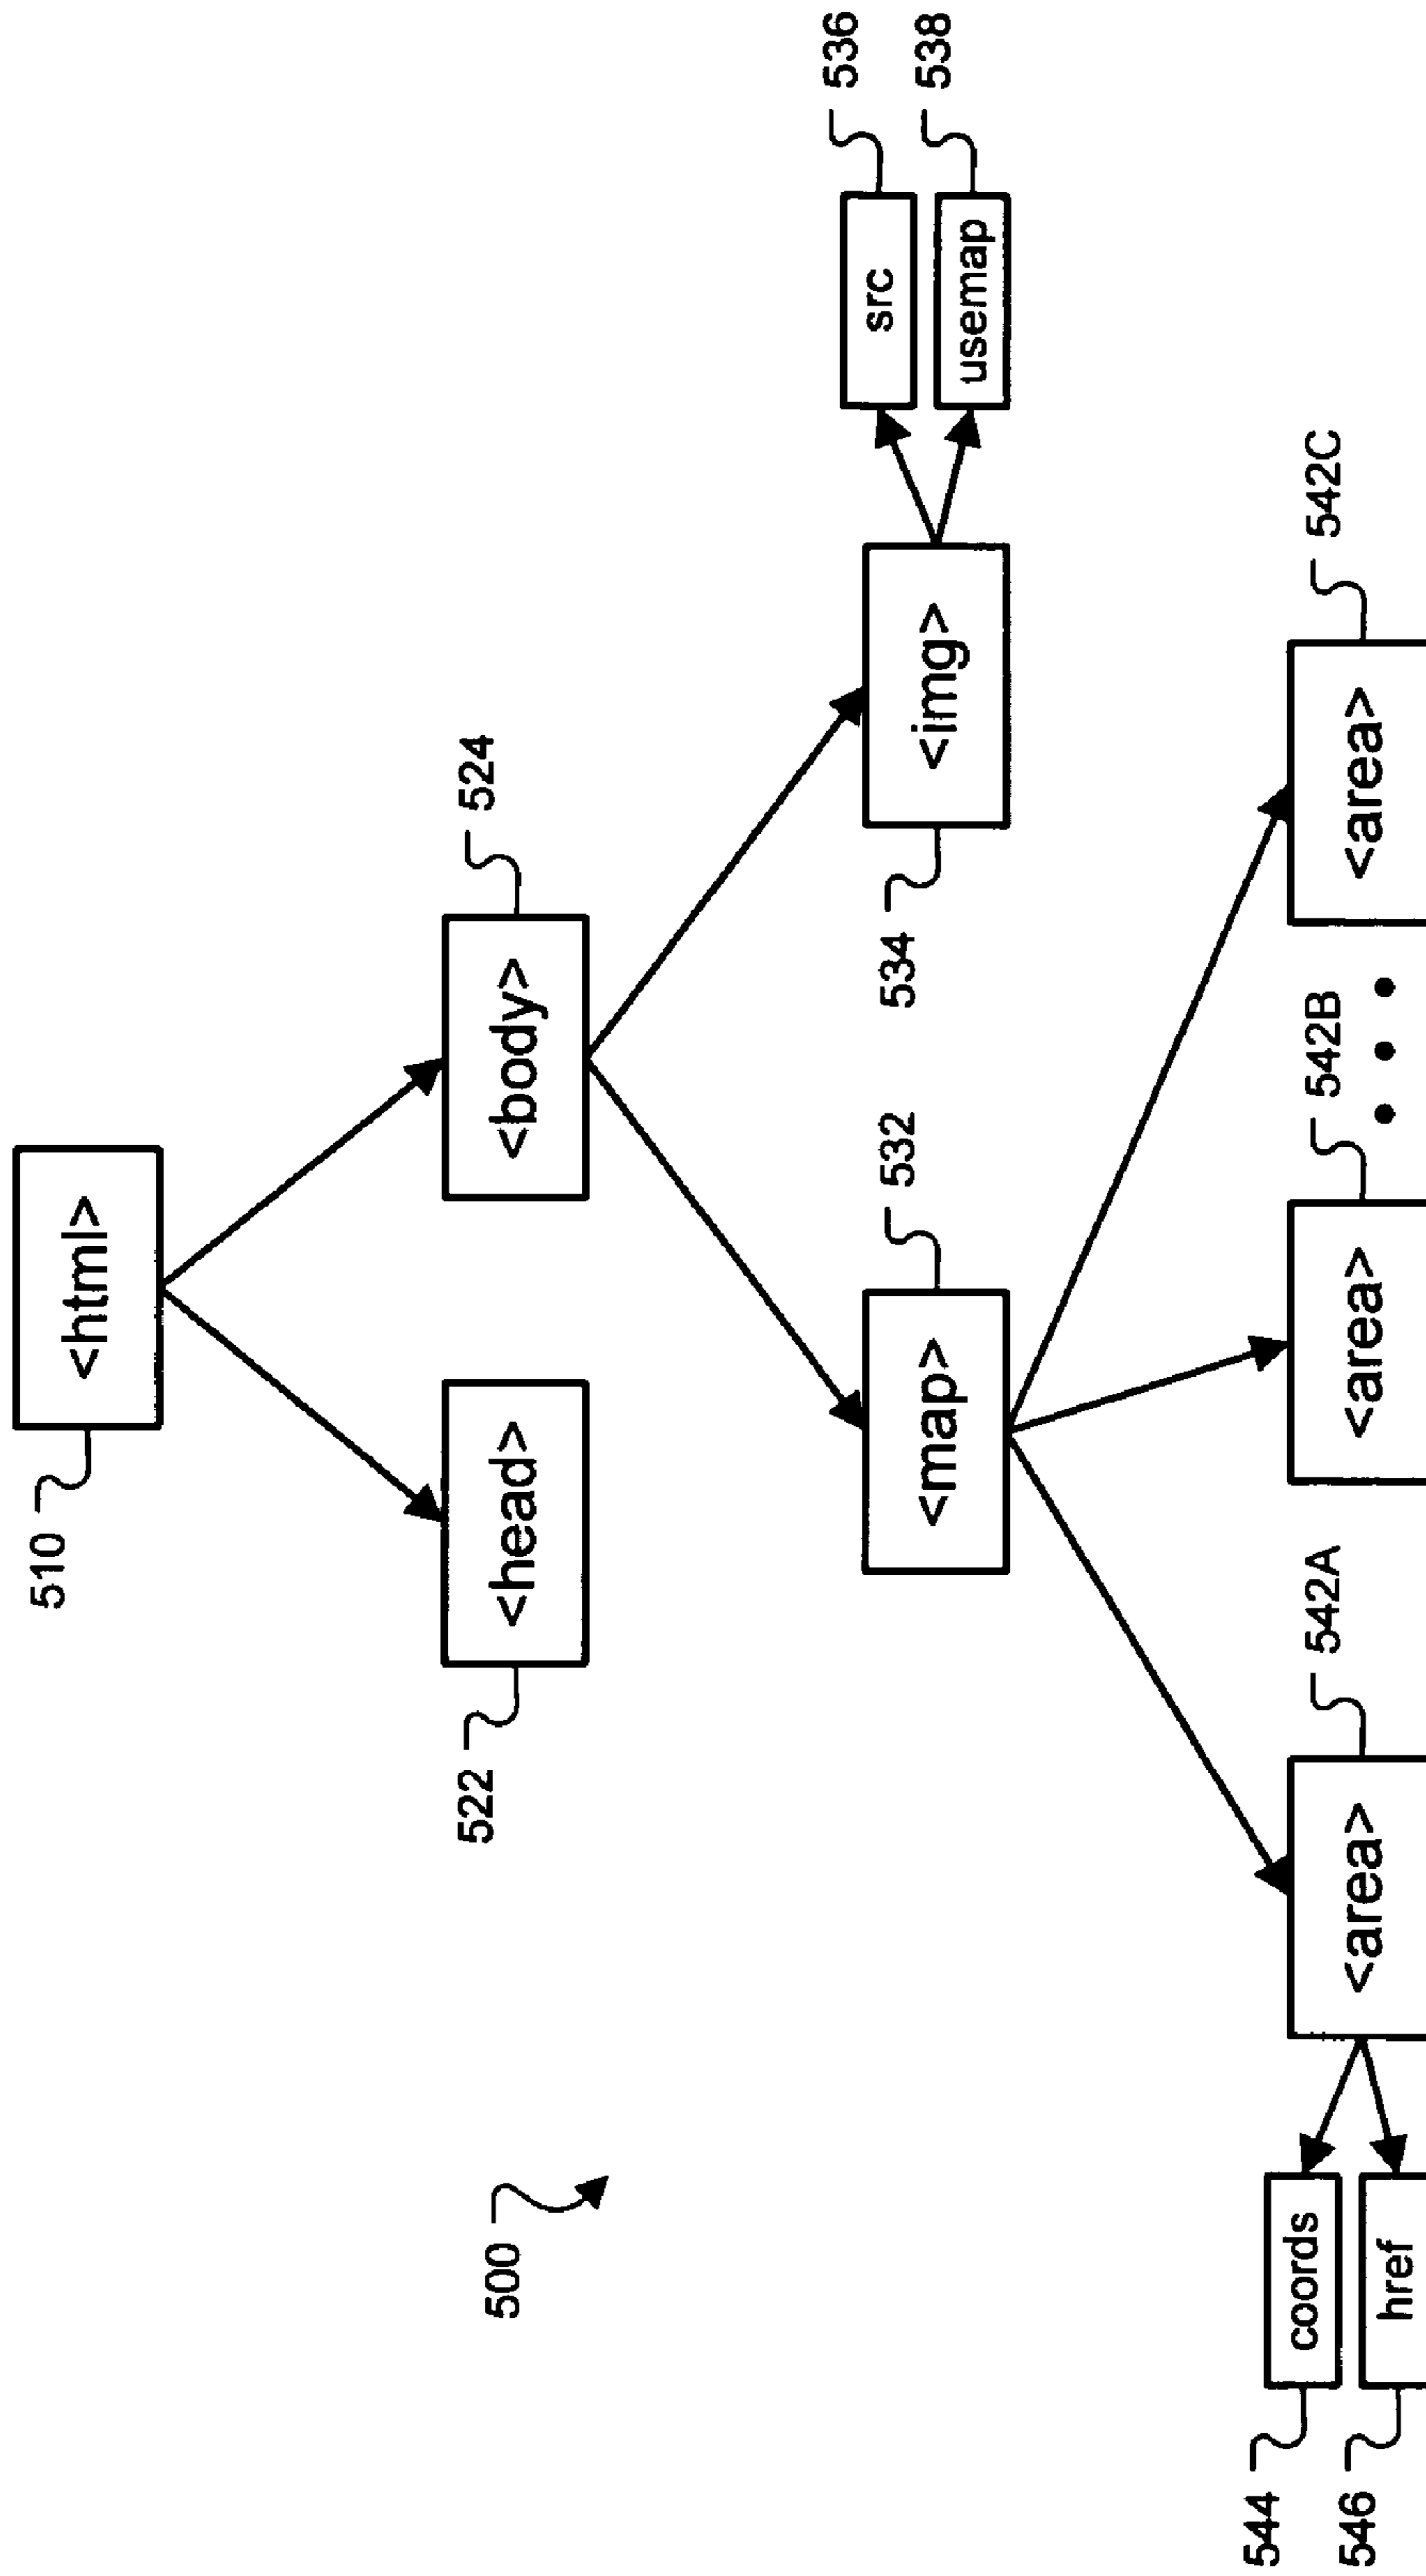 510
<html>
500
522
<head>
<body>
524
<map>
532
534
<img>
src
536
usemap
538
544
coords
546
href
<area>
542A
<area>
542B
<area>
542C